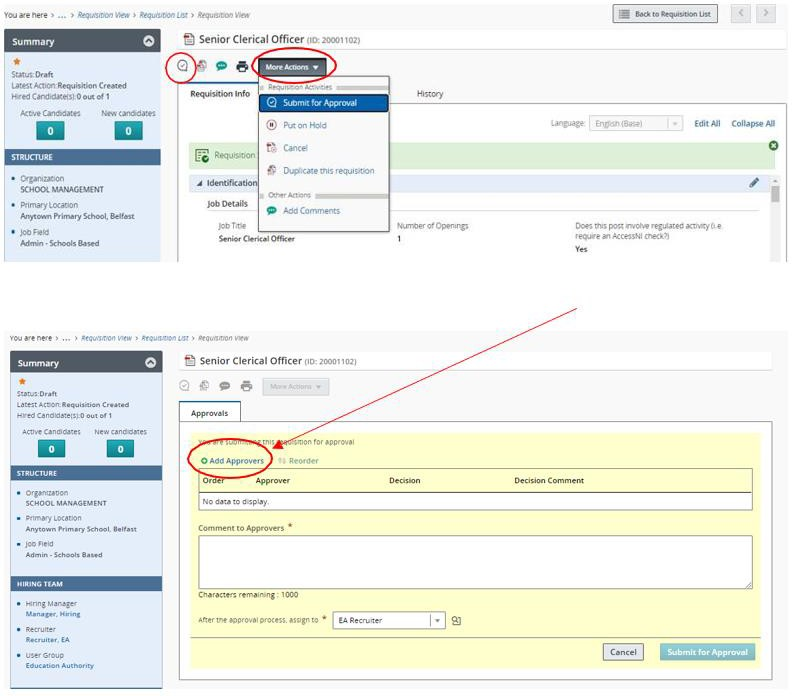 You are here > ... > Requisition View > Requisition List > Requisition View
Back to Requisition List
Summary
Senior Clerical Officer (ID: 20001102)
Status:Draft
Latest Action:Requisition Created
Hired Candidate(s):0 out of 1
Active Candidates New candidates
0 0
STRUCTURE
Organization
SCHOOL MANAGEMENT
Primary Location
Anytown Primary School, Belfast
Job Field
Admin - Schools Based
More Actions
Requisition Info
History
Requisition Activities
Submit for Approval
Put on Hold
Cancel
Duplicate this requisition
Other Actions
Add Comments
Language: English (Base) Edit All Collapse All
Requisition
Identification
Job Details
Job Title
Senior Clerical Officer
Number of Openings
1
Does this post involve regulated activity (i.e.
require an AccessNI check?)
Yes
You are here > ... > Requisition View > Requisition List > Requisition View
Summary
Senior Clerical Officer (ID: 20001102)
Status:Draft
Latest Action:Requisition Created
Hired Candidate(s):0 out of 1
Active Candidates New candidates
0 0
STRUCTURE
Organization
SCHOOL MANAGEMENT
Primary Location
Anytown Primary School, Belfast
Job Field
Admin - Schools Based
HIRING TEAM
Hiring Manager
Manager, Hiring
Recruiter
Recruiter, EA
User Group
Education Authority
More Actions
Approvals
You are submitting this requisition for approval
Add Approvers Reorder
Order Approver Decision Decision Comment
No data to display.
Comment to Approvers *
Characters remaining : 1000
After the approval process, assign to * EA Recruiter
Cancel Submit for Approval